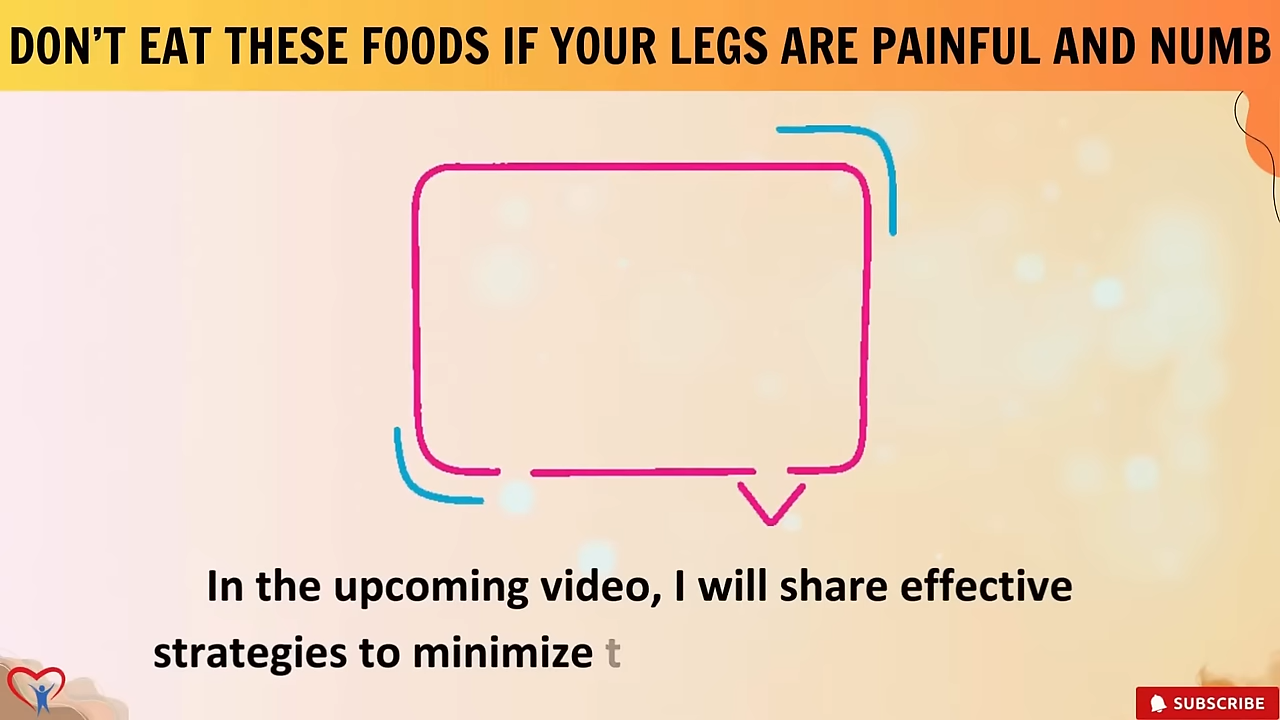 DON’T EAT THESE FOODS IF YOUR LEGS ARE PAINFUL AND NUMB
In the upcoming video, I will share effective
strategies to minimize t
SUBSCRIBE